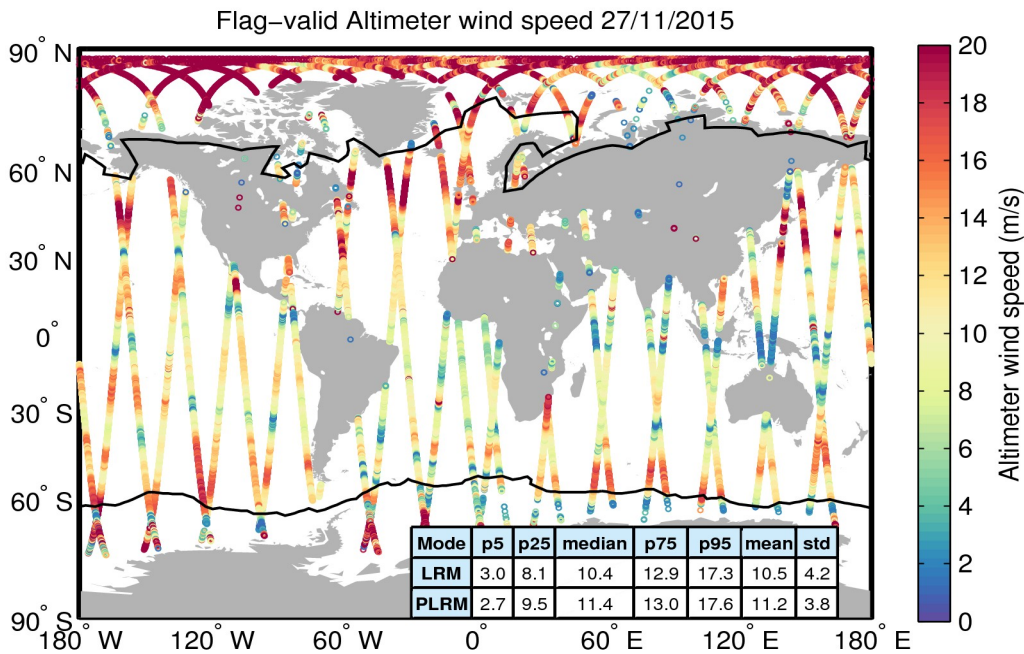 Flag−valid Altimeter wind speed 27/11/2015
90° N
60° N
30° N
0°
30° S
60° S
90° S
180° W
120° W
60° W
0°
60° E
120° E
180° E
20
18
16
14
12
10
8
6
4
2
0
Altimeter wind speed (m/s)
Mode p5 p25 median p75 p95 mean std
LRM 3.0 8.1 10.4 12.9 17.3 10.5 4.2
PLRM 2.7 9.5 11.4 13.0 17.6 11.2 3.8